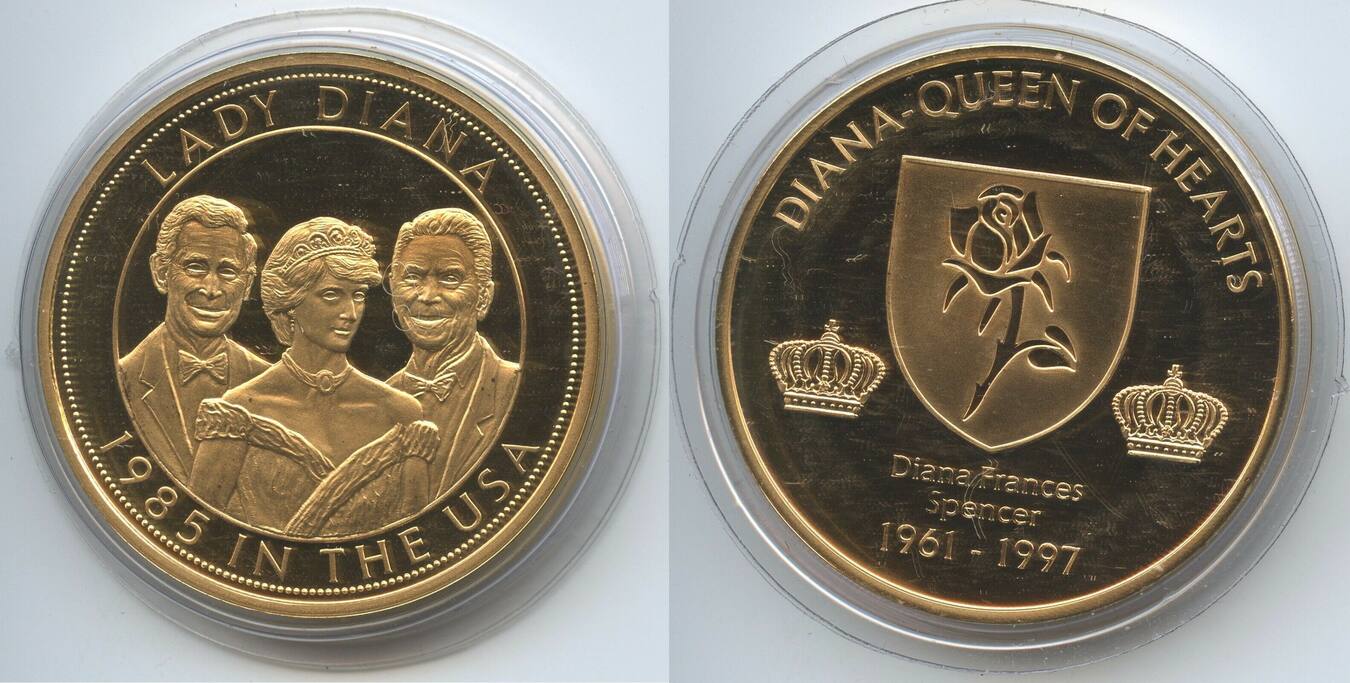 LADY DIANA
1985 IN THE USA
DIANA-QUEEN OF HEARTS
Diana Frances
Spencer
1961 - 1997